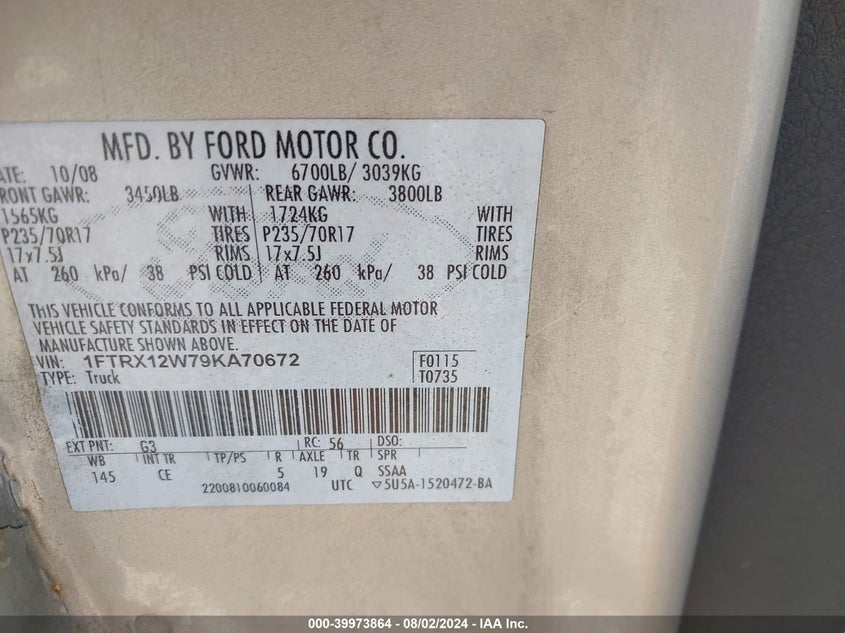 MFD. BY FORD MOTOR CO.
ATE: 10/08 GVWR: 6700LB/ 3039KG
FRONT GAWR: 3450LB REAR GAWR: 3800LB
1565KG WITH 1724KG WITH
P235/70R17 TIRES P235/70R17 TIRES
17x7.5J RIMS 17x7.5J RIMS
AT 260 kPa/ 38 PSI COLD AT 260 kPa/ 38 PSI COLD
THIS VEHICLE CONFORMS TO ALL APPLICABLE FEDERAL MOTOR
VEHICLE SAFETY STANDARDS IN EFFECT ON THE DATE OF
MANUFACTURE SHOWN ABOVE.
VIN: 1FTRX12W79KA70672 F0115
TYPE: Truck T0735
EXT PNT: G3 RC: 56 DSO:
WB INT TR TP/PS R AXLE TR SPR
145 CE 5 19 Q SSAA
2200810060084 UTC ▽5U5A-1520472-BA
000-39973864 - 08/02/2024 - IAA Inc.